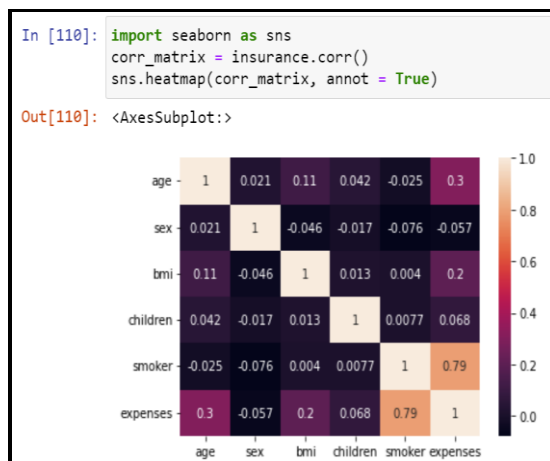 In [110]: import seaborn as sns
corr_matrix = insurance.corr()
sns.heatmap(corr_matrix, annot = True)
Out[110]: <AxesSubplot:>
age 1 0.021 0.11 0.042 -0.025 0.3
sex 0.021 1 -0.046 -0.017 -0.076 -0.057
bmi 0.11 -0.046 1 0.013 0.004 0.2
children 0.042 -0.017 0.013 1 0.0077 0.068
smoker -0.025 -0.076 0.004 0.0077 1 0.79
expenses 0.3 -0.057 0.2 0.068 0.79 1
age sex bmi children smoker expenses
1.0
0.8
0.6
0.4
0.2
0.0